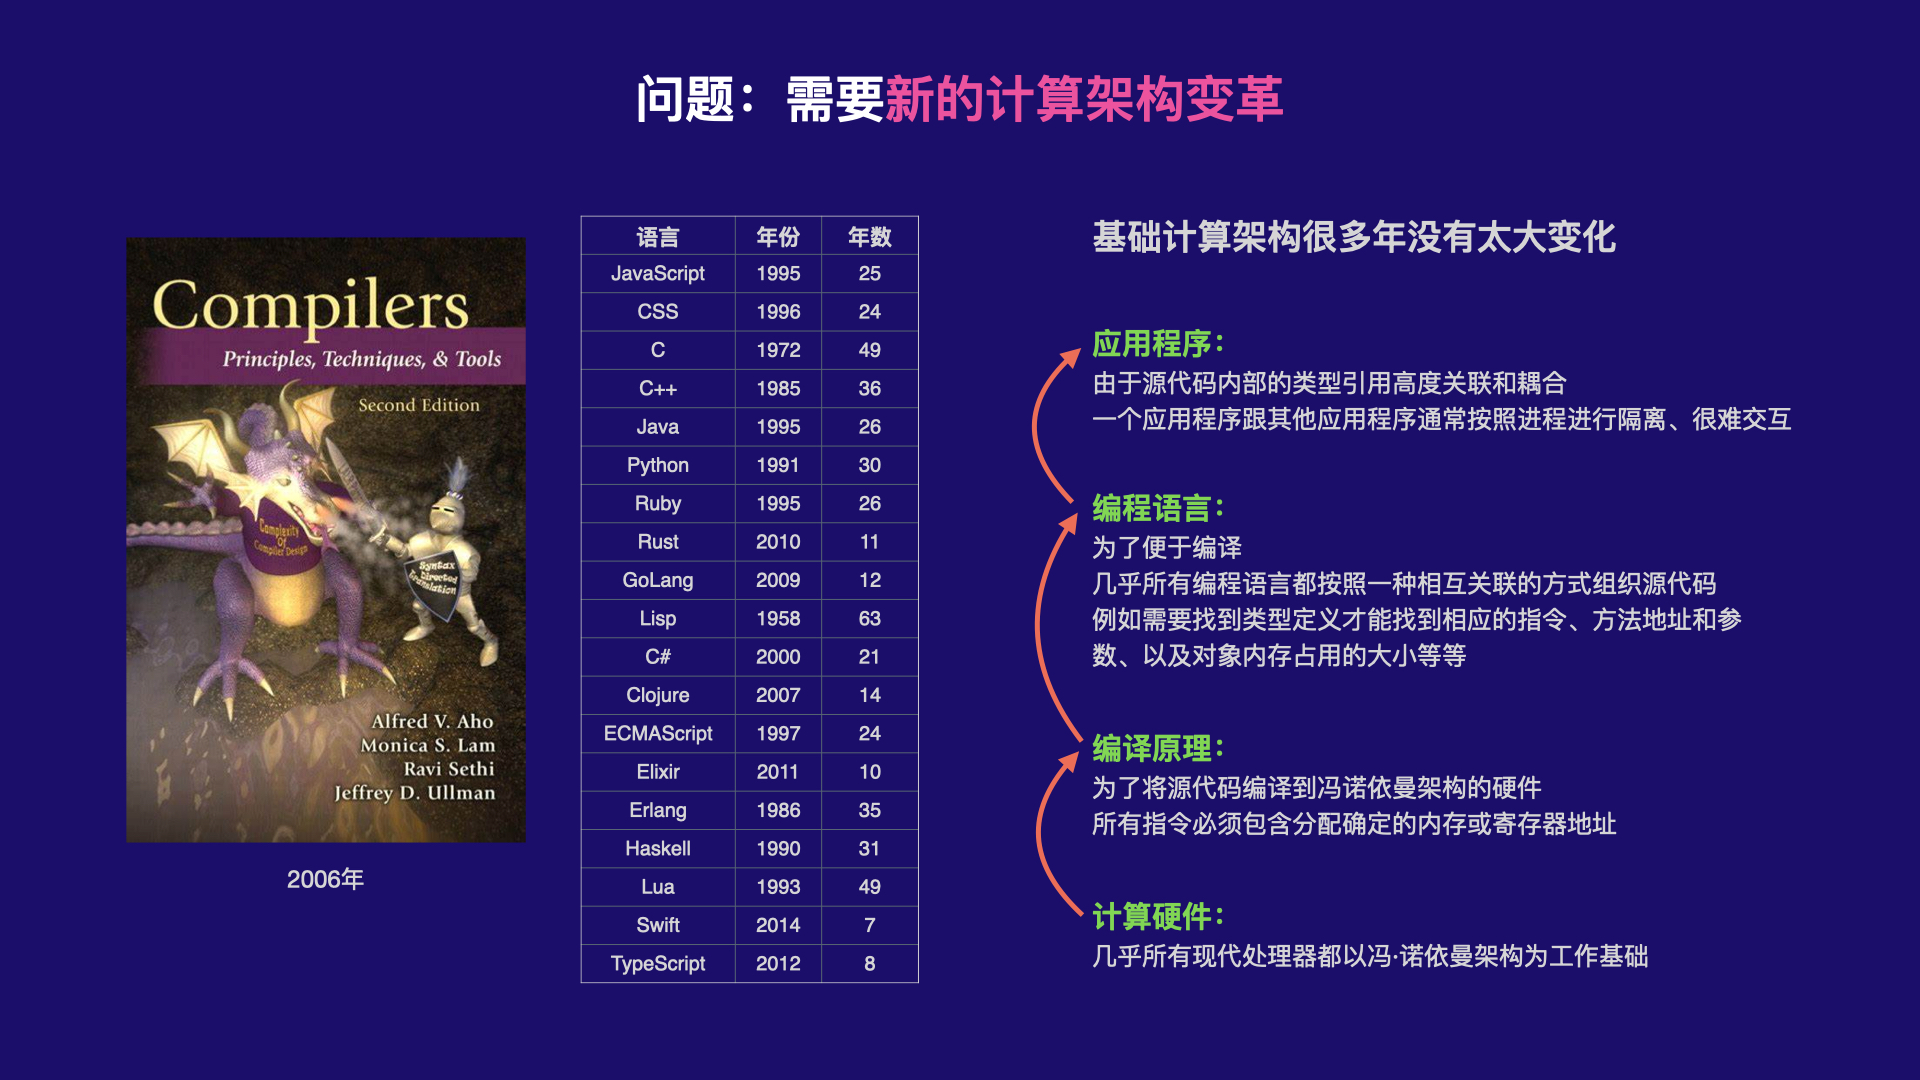 问题：需要新的计算架构变革
Compilers
Principles, Techniques, & Tools
Second Edition
Complexity
Of
Compiler Design
Syntax
Directed
Translation
Alfred V. Aho
Monica S. Lam
Ravi Sethi
Jeffrey D. Ullman
2006年
语言 年份 年数
JavaScript 1995 25
CSS 1996 24
C 1972 49
C++ 1985 36
Java 1995 26
Python 1991 30
Ruby 1995 26
Rust 2010 11
GoLang 2009 12
Lisp 1958 63
C# 2000 21
Clojure 2007 14
ECMAScript 1997 24
Elixir 2011 10
Erlang 1986 35
Haskell 1990 31
Lua 1993 49
Swift 2014 7
TypeScript 2012 8
基础计算架构很多年没有太大变化
应用程序：
由于源代码内部的类型引用高度关联和耦合
一个应用程序跟其他应用程序通常按照进程进行隔离、很难交互
编程语言：
为了便于编译
几乎所有编程语言都按照一种相互关联的方式组织源代码
例如需要找到类型定义才能找到相应的指令、方法地址和参
数、以及对象内存占用的大小等等
编译原理：
为了将源代码编译到冯诺依曼架构的硬件
所有指令必须包含分配确定的内存或寄存器地址
计算硬件：
几乎所有现代处理器都以冯·诺依曼架构为工作基础